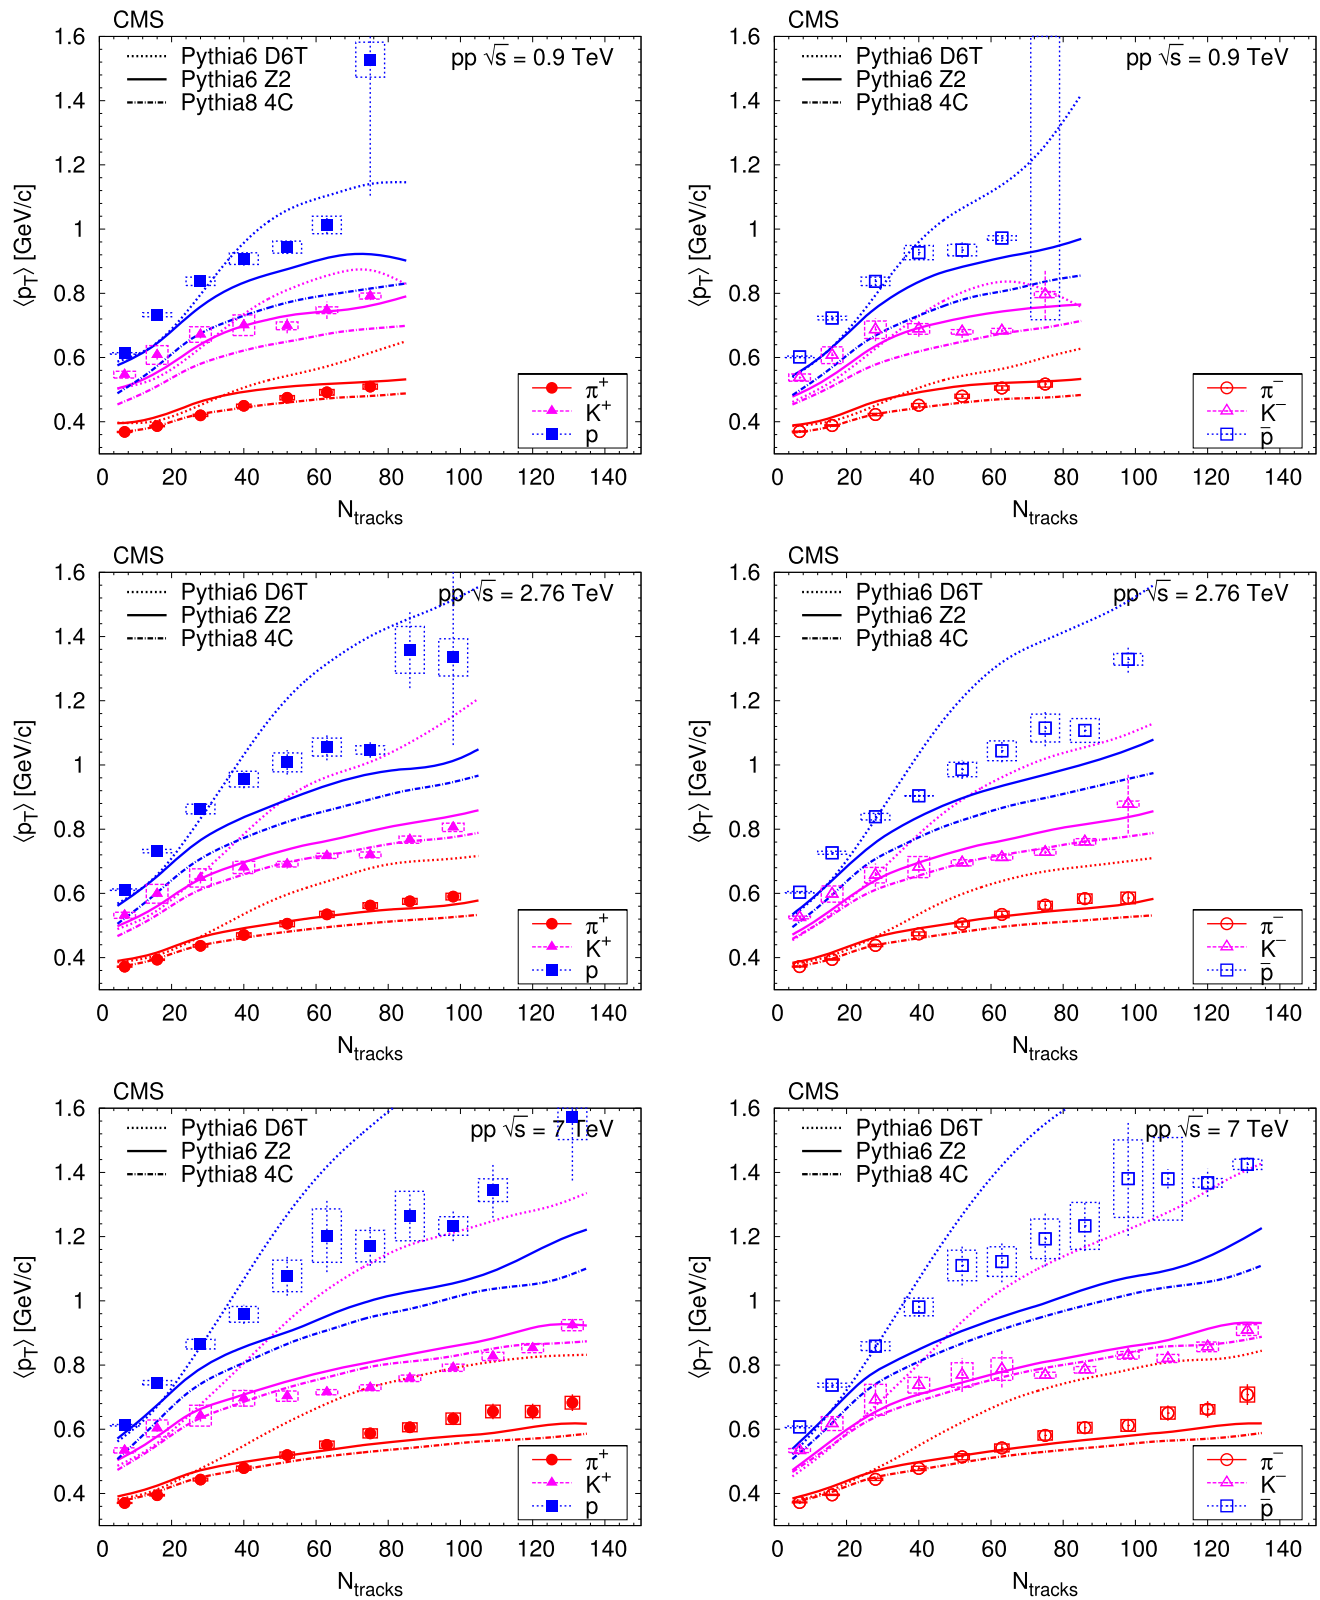 CMS
1.6
1.4
1.2
1
0.8
0.6
0.4
⟨pT⟩ [GeV/c]
Pythia6 D6T
Pythia6 Z2
Pythia8 4C
pp √s = 0.9 TeV
π+
K+
p
0 20 40 60 80 100 120 140
Ntracks
CMS
1.6
1.4
1.2
1
0.8
0.6
0.4
⟨pT⟩ [GeV/c]
Pythia6 D6T
Pythia6 Z2
Pythia8 4C
pp √s = 0.9 TeV
π−
K−
p̅
0 20 40 60 80 100 120 140
Ntracks
CMS
1.6
1.4
1.2
1
0.8
0.6
0.4
⟨pT⟩ [GeV/c]
Pythia6 D6T
Pythia6 Z2
Pythia8 4C
pp √s = 2.76 TeV
π+
K+
p
0 20 40 60 80 100 120 140
Ntracks
CMS
1.6
1.4
1.2
1
0.8
0.6
0.4
⟨pT⟩ [GeV/c]
Pythia6 D6T
Pythia6 Z2
Pythia8 4C
pp √s = 2.76 TeV
π−
K−
p̅
0 20 40 60 80 100 120 140
Ntracks
CMS
1.6
1.4
1.2
1
0.8
0.6
0.4
⟨pT⟩ [GeV/c]
Pythia6 D6T
Pythia6 Z2
Pythia8 4C
pp √s = 7 TeV
π+
K+
p
0 20 40 60 80 100 120 140
Ntracks
CMS
1.6
1.4
1.2
1
0.8
0.6
0.4
⟨pT⟩ [GeV/c]
Pythia6 D6T
Pythia6 Z2
Pythia8 4C
pp √s = 7 TeV
π−
K−
p̅
0 20 40 60 80 100 120 140
Ntracks